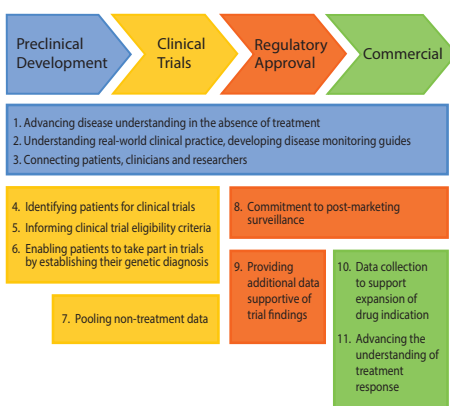 Preclinical
Development
Clinical
Trials
Regulatory
Approval
Commercial
1. Advancing disease understanding in the absence of treatment
2. Understanding real-world clinical practice, developing disease monitoring guides
3. Connecting patients, clinicians and researchers
4. Identifying patients for clinical trials
5. Informing clinical trial eligibility criteria
6. Enabling patients to take part in trials
by establishing their genetic diagnosis
7. Pooling non-treatment data
8. Commitment to post-marketing
surveillance
9. Providing
additional data
supportive of
trial findings
10. Data collection
to support
expansion of
drug indication
11. Advancing the
understanding of
treatment
response